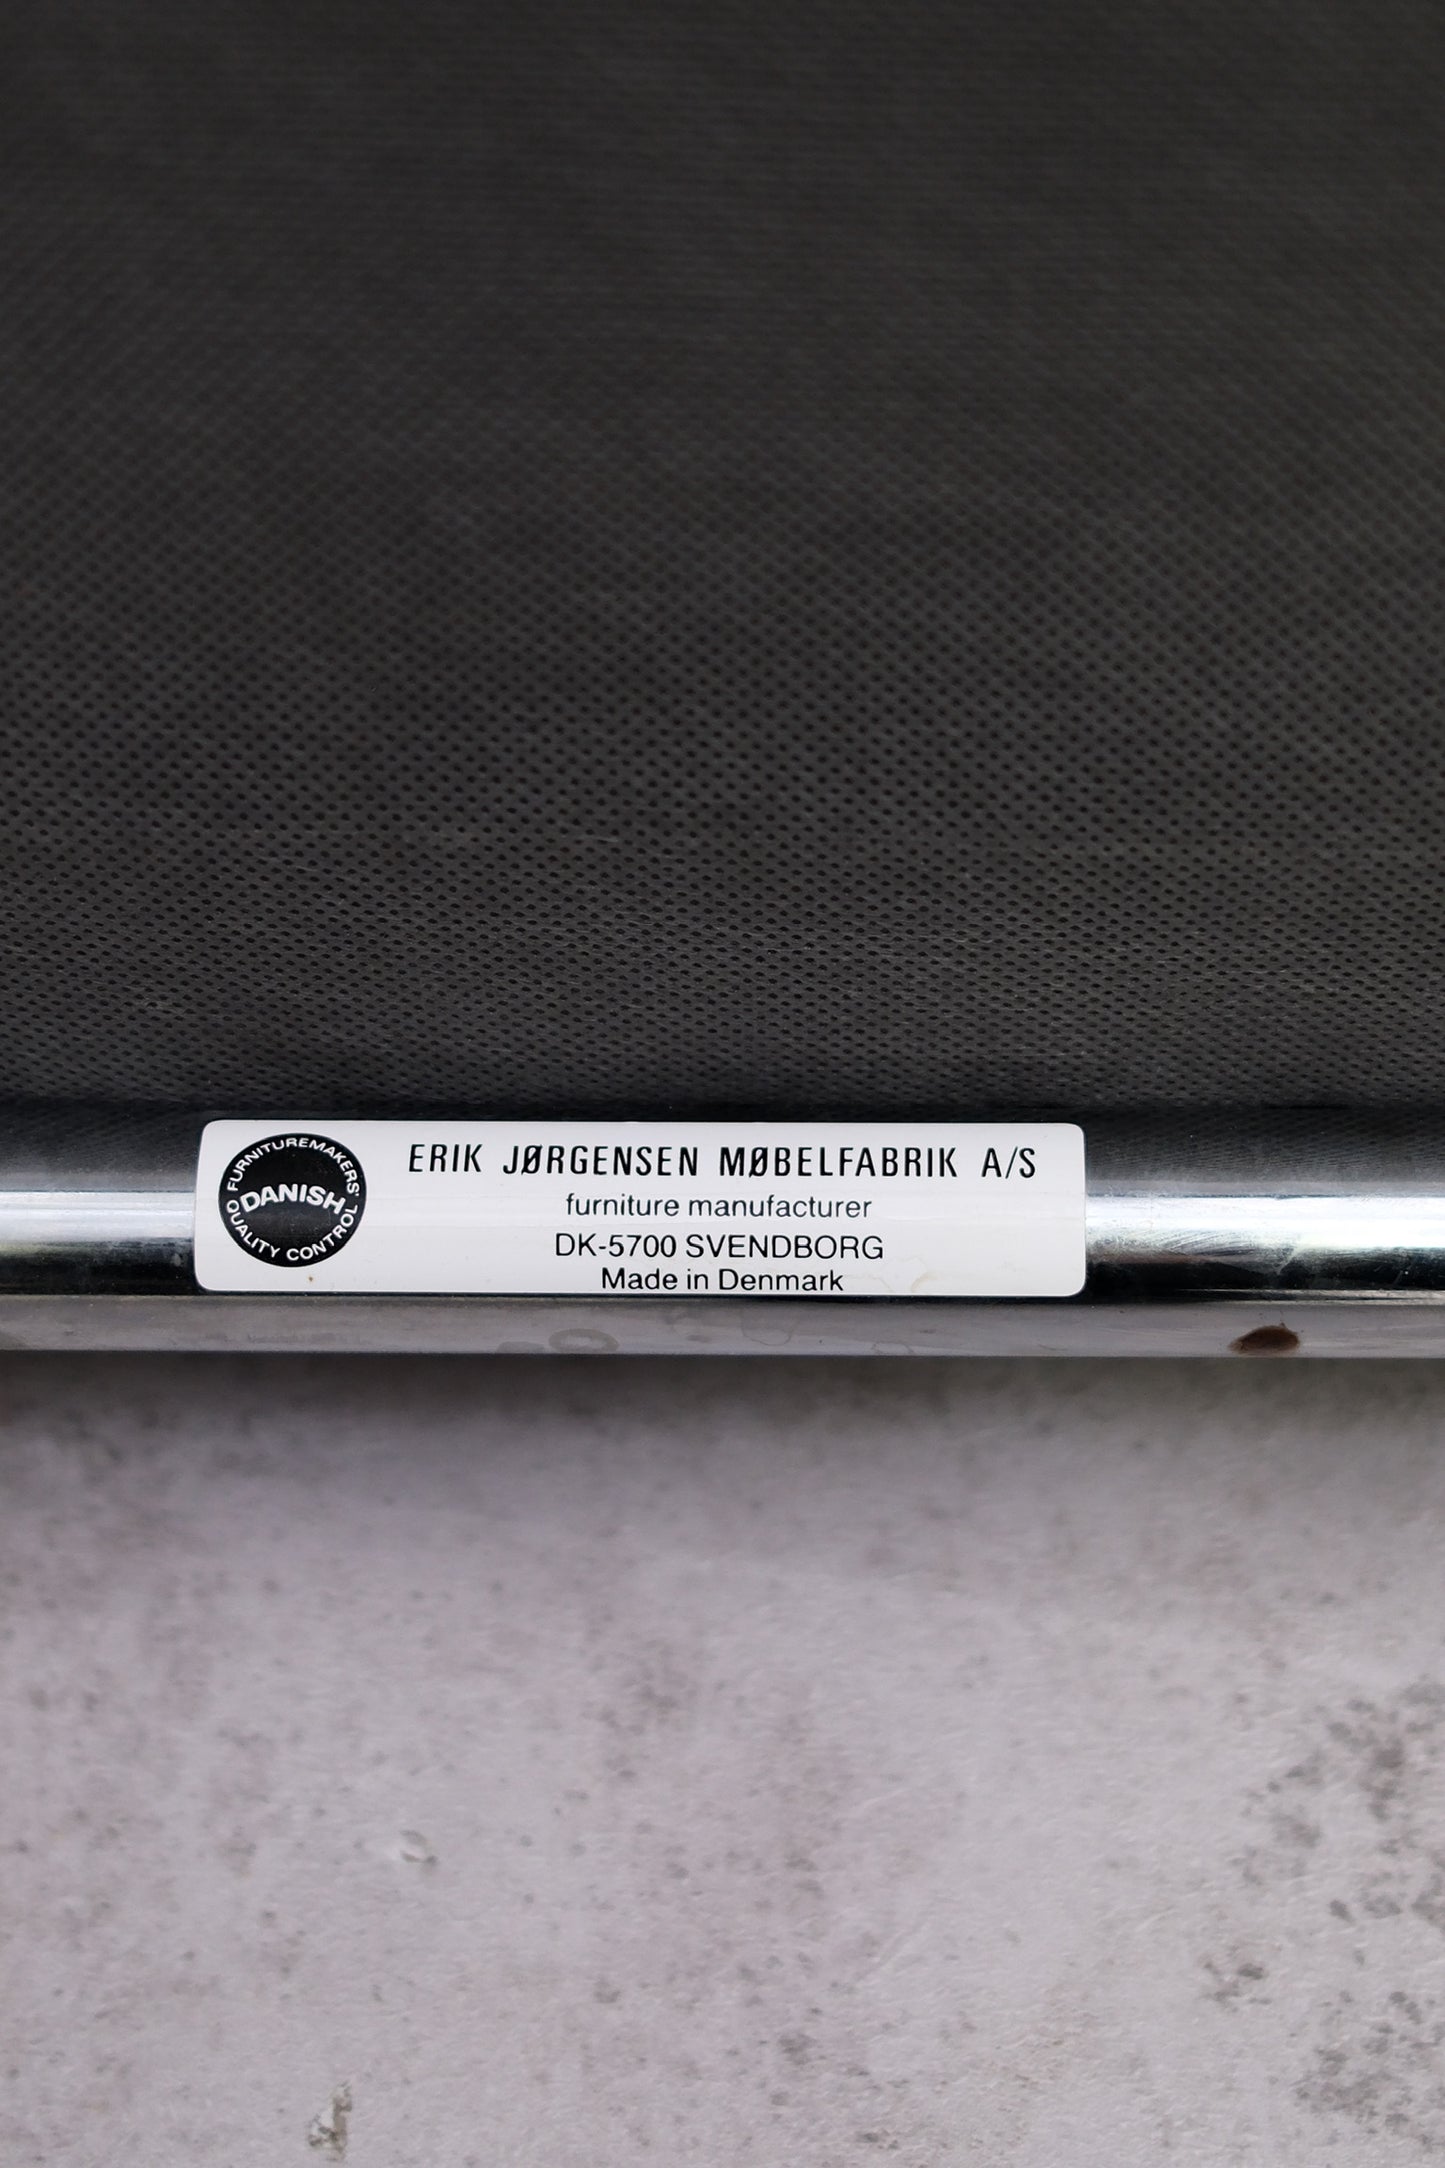 FURNITUREMAKERS'
DANISH
QUALITY CONTROL
ERIK JØRGENSEN MØBELFABRIK A/S
furniture manufacturer
DK-5700 SVENDBORG
Made in Denmark